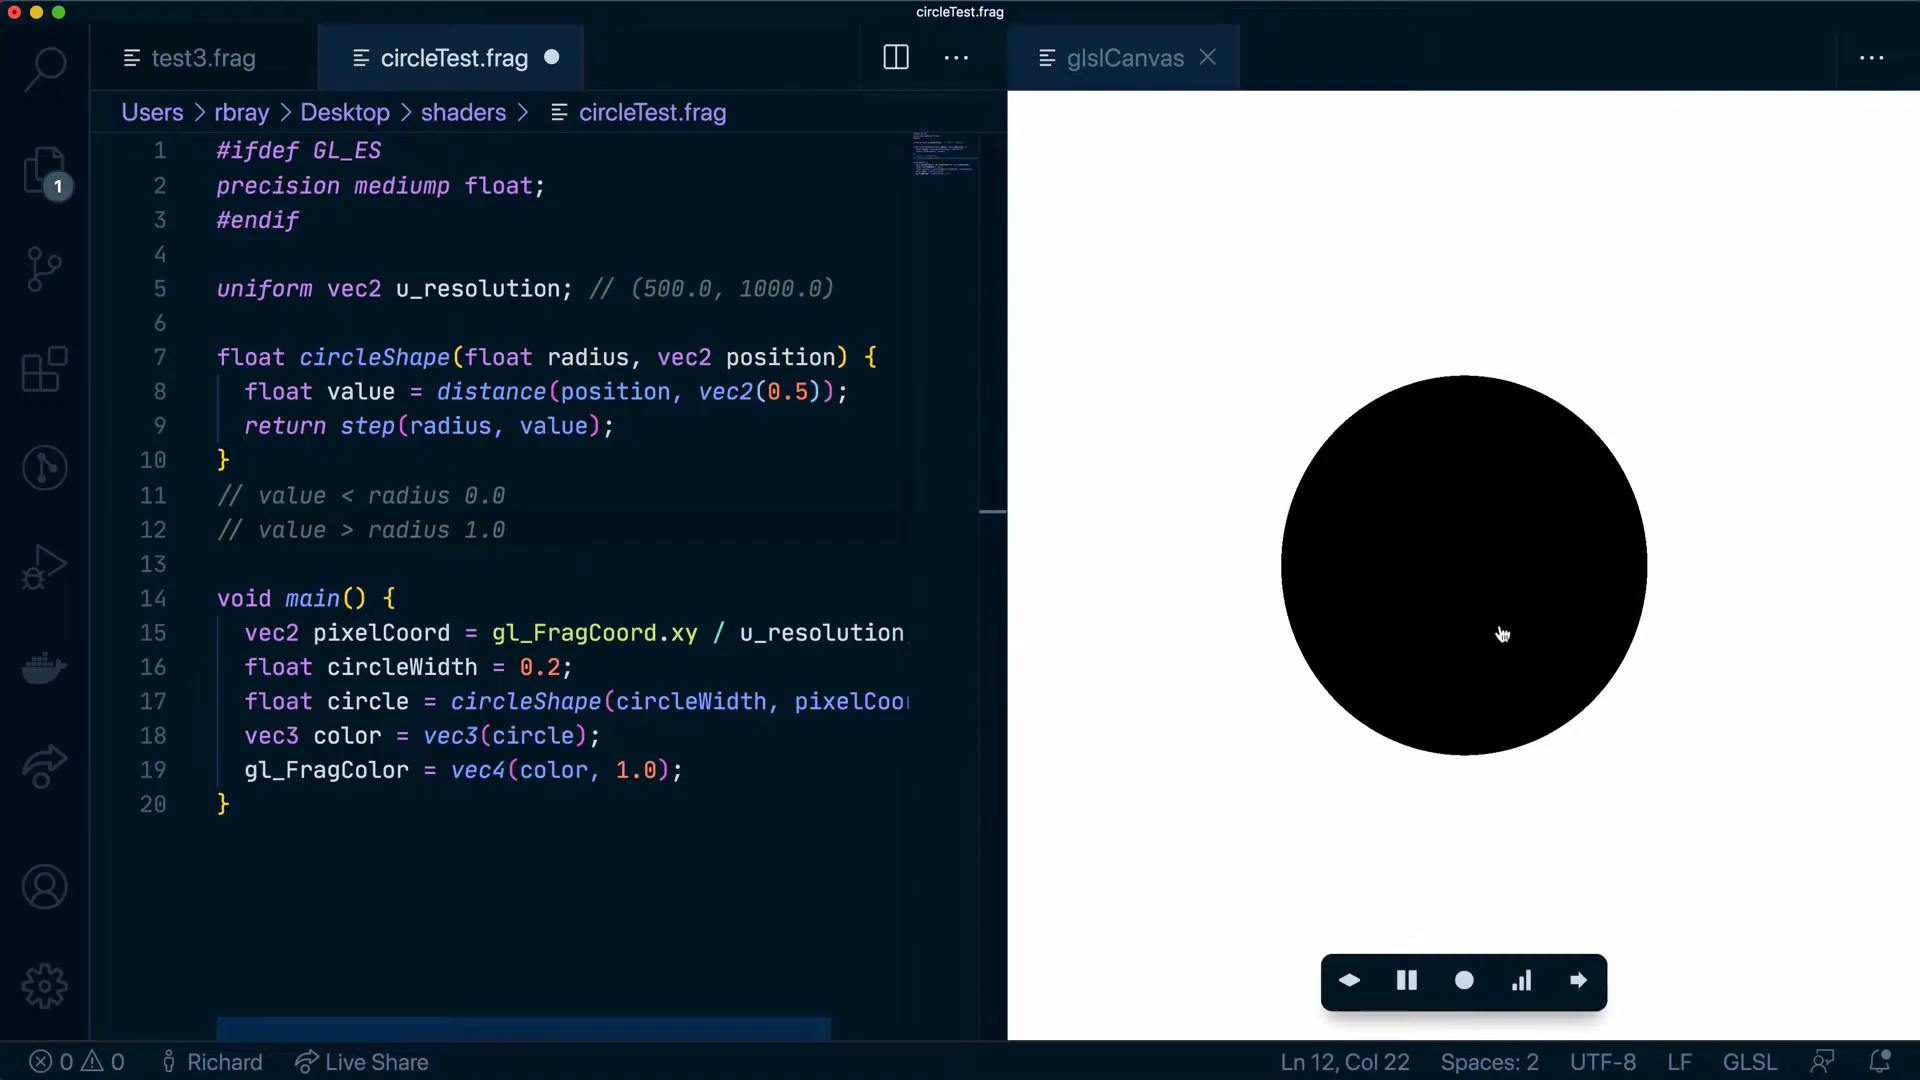 circleTest.frag
test3.frag
circleTest.frag
glslCanvas
Users > rbray > Desktop > shaders > circleTest.frag
1
1 #ifdef GL_ES
2 precision mediump float;
3 #endif
4
5 uniform vec2 u_resolution; // (500.0, 1000.0)
6
7 float circleShape(float radius, vec2 position) {
8 float value = distance(position, vec2(0.5));
9 return step(radius, value);
10 }
11 // value < radius 0.0
12 // value > radius 1.0
13
14 void main() {
15 vec2 pixelCoord = gl_FragCoord.xy / u_resolution
16 float circleWidth = 0.2;
17 float circle = circleShape(circleWidth, pixelCoor
18 vec3 color = vec3(circle);
19 gl_FragColor = vec4(color, 1.0);
20 }
0 0 Richard Live Share
Ln 12, Col 22 Spaces: 2 UTF-8 LF GLSL